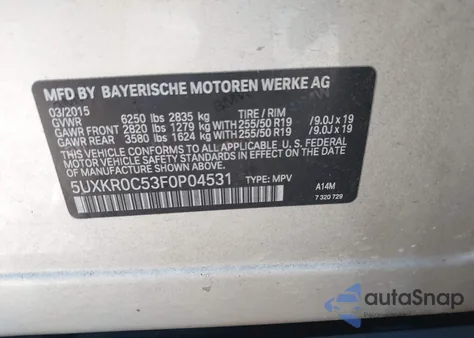 MFD BY BAYERISCHE MOTOREN WERKE AG
03/2015
GVWR 6250 lbs 2835 kg TIRE / RIM
GAWR FRONT 2820 lbs 1279 kg WITH 255/50 R19 / 9.0J x 19
GAWR REAR 3580 lbs 1624 kg WITH 255/50 R19 / 9.0J x 19
THIS VEHICLE CONFORMS TO ALL APPLICABLE U.S. FEDERAL
MOTOR VEHICLE SAFETY STANDARDS IN EFFECT
ON THE DATE OF MANUFACTURE SHOWN ABOVE.
5UXKR0C53F0P04531 TYPE: MPV A14M
7 320 729
autoSnap